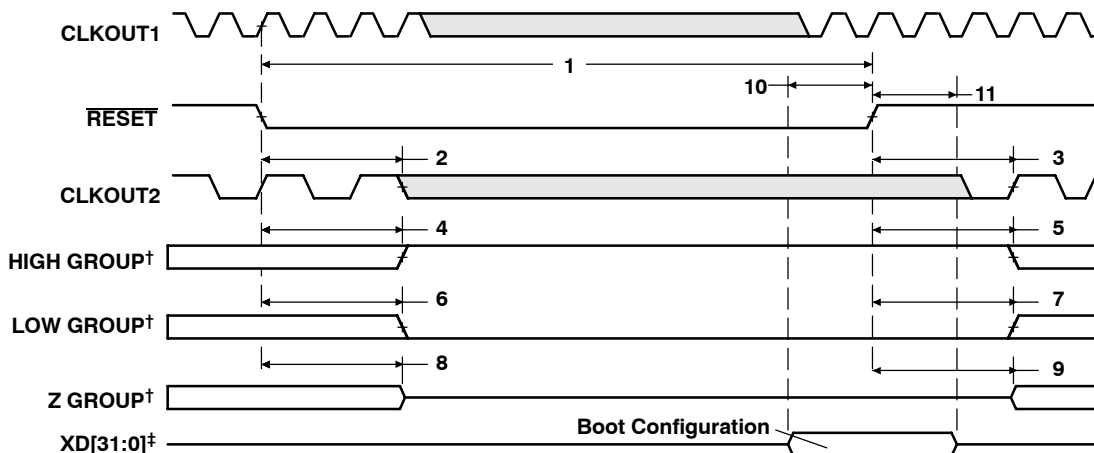 CLKOUT1
1
10
11
RESET
2
3
CLKOUT2
4
5
HIGH GROUP†
6
7
LOW GROUP†
8
9
Z GROUP†
Boot Configuration
XD[31:0]‡